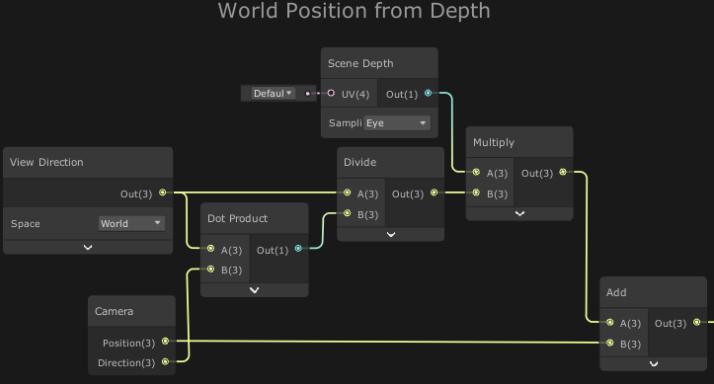 World Position from Depth
Scene Depth
Defaul
UV(4)
Out(1)
Sampli
Eye
Multiply
A(3)
Out(3)
B(3)
View Direction
Out(3)
Space
World
Divide
A(3)
Out(3)
B(3)
Dot Product
A(3)
Out(1)
B(3)
Camera
Position(3)
Direction(3)
Add
A(3)
Out(3)
B(3)